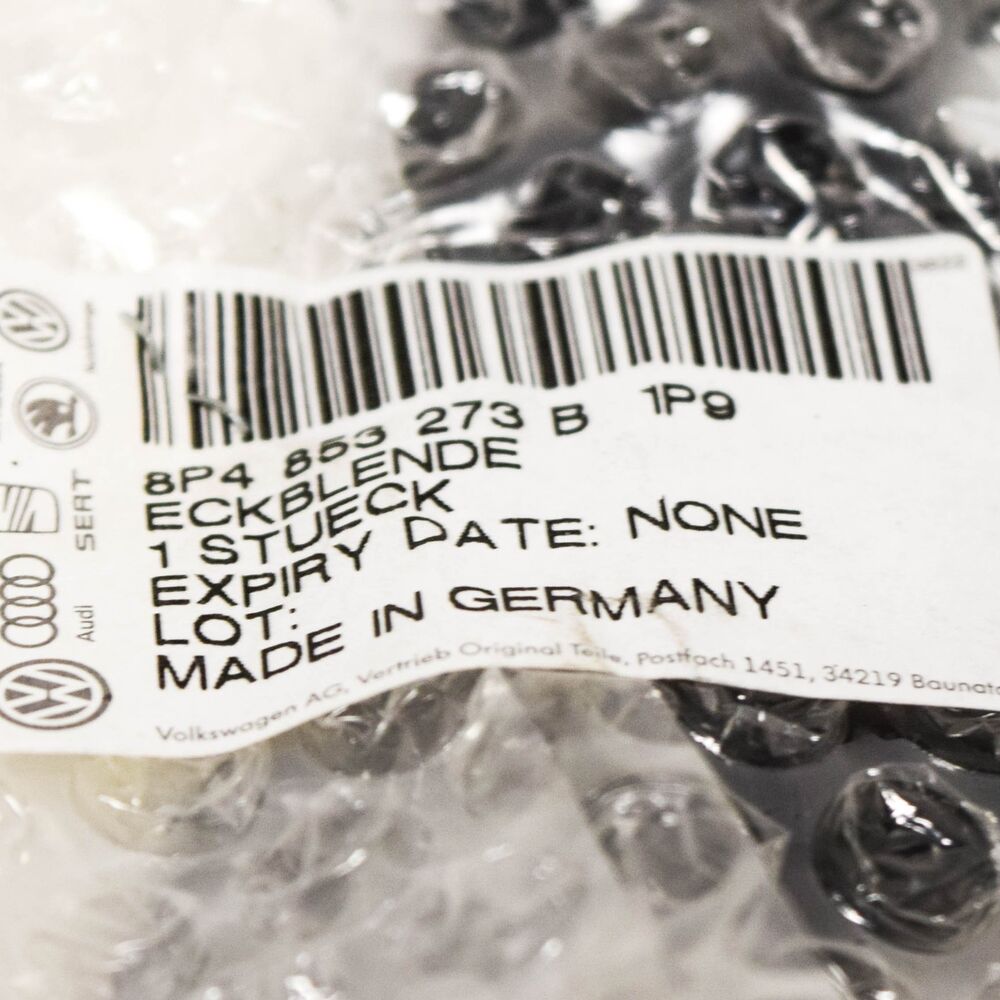 8P4 853 273 B 1P9
ECKBLENDE
1 STUECK
EXPIRY DATE: NONE
LOT:
MADE IN GERMANY
Volkswagen AG, Vertrieb Original Teile, Postfach 1451, 34219 Baunata
SEAT
Audi